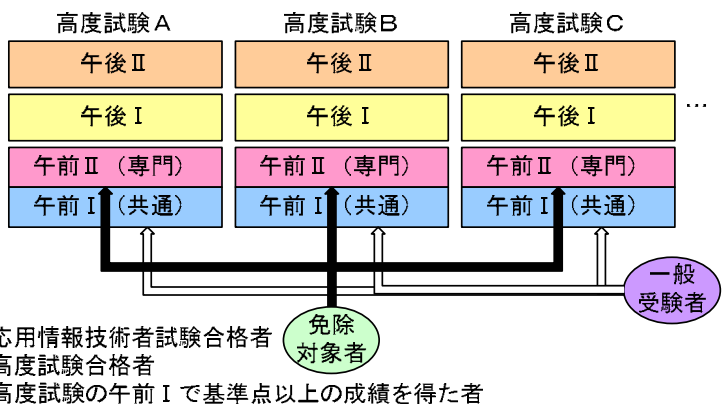 高度試験A
高度試験B
高度試験C
午後Ⅱ
午後Ⅱ
午後Ⅱ
午後Ⅰ
午後Ⅰ
午後Ⅰ
…
午前Ⅱ（専門）
午前Ⅱ（専門）
午前Ⅱ（専門）
午前Ⅰ（共通）
午前Ⅰ（共通）
午前Ⅰ（共通）
一般
受験者
免除
対象者
応用情報技術者試験合格者
高度試験合格者
高度試験の午前Ⅰで基準点以上の成績を得た者